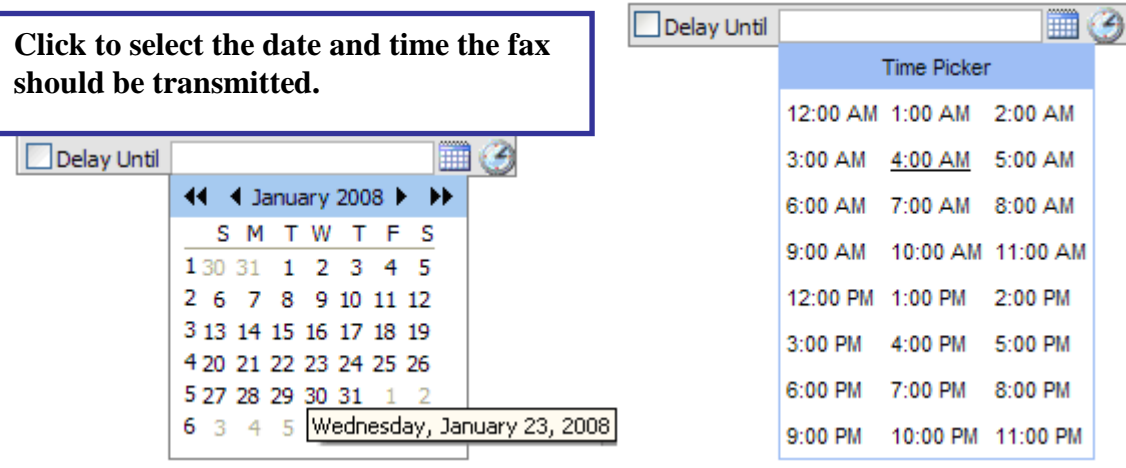 Click to select the date and time the fax
should be transmitted.
Delay Until
January 2008
S M T W T F S
1 30 31 1 2 3 4 5
2 6 7 8 9 10 11 12
3 13 14 15 16 17 18 19
4 20 21 22 23 24 25 26
5 27 28 29 30 31 1 2
6 3 4 5
Wednesday, January 23, 2008
Delay Until
Time Picker
12:00 AM 1:00 AM 2:00 AM
3:00 AM 4:00 AM 5:00 AM
6:00 AM 7:00 AM 8:00 AM
9:00 AM 10:00 AM 11:00 AM
12:00 PM 1:00 PM 2:00 PM
3:00 PM 4:00 PM 5:00 PM
6:00 PM 7:00 PM 8:00 PM
9:00 PM 10:00 PM 11:00 PM